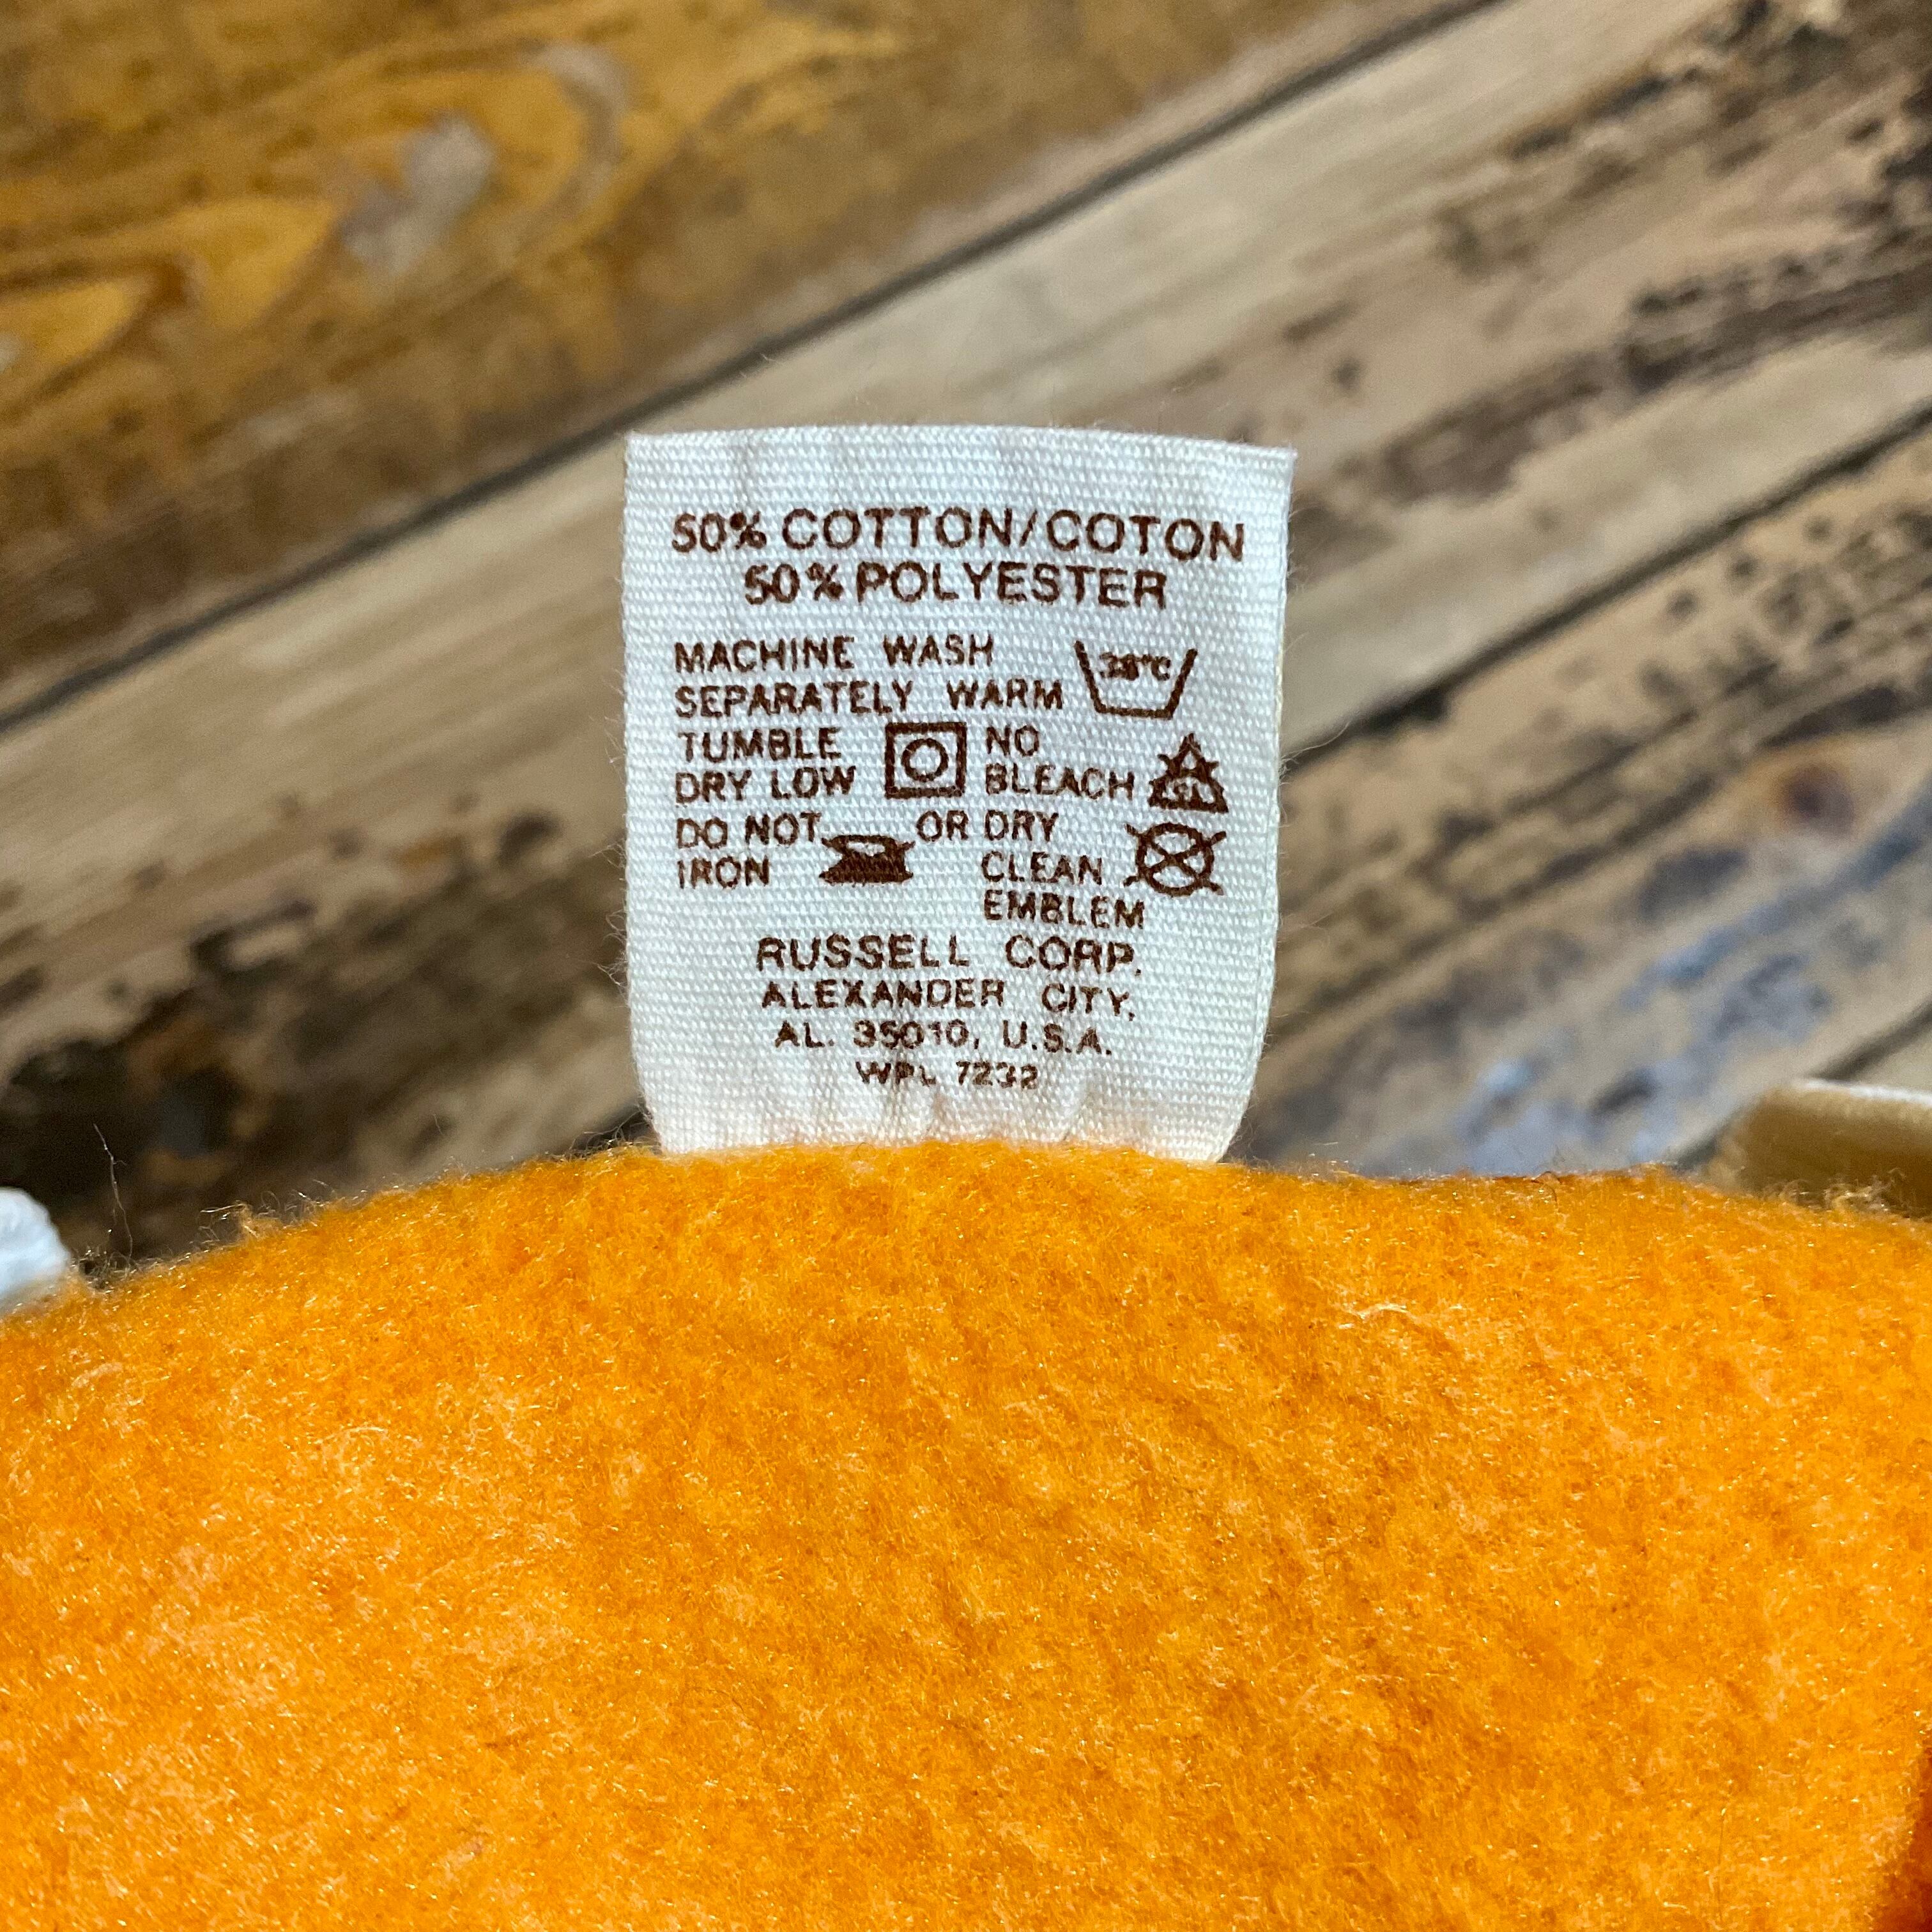 50% COTTON/COTON
50% POLYESTER
MACHINE WASH
SEPARATELY WARM
38°C
TUMBLE
DRY LOW
NO
BLEACH
DO NOT
IRON
OR DRY
CLEAN
EMBLEM
RUSSELL CORP.
ALEXANDER CITY,
AL. 35010, U.S.A.
WPL 7232